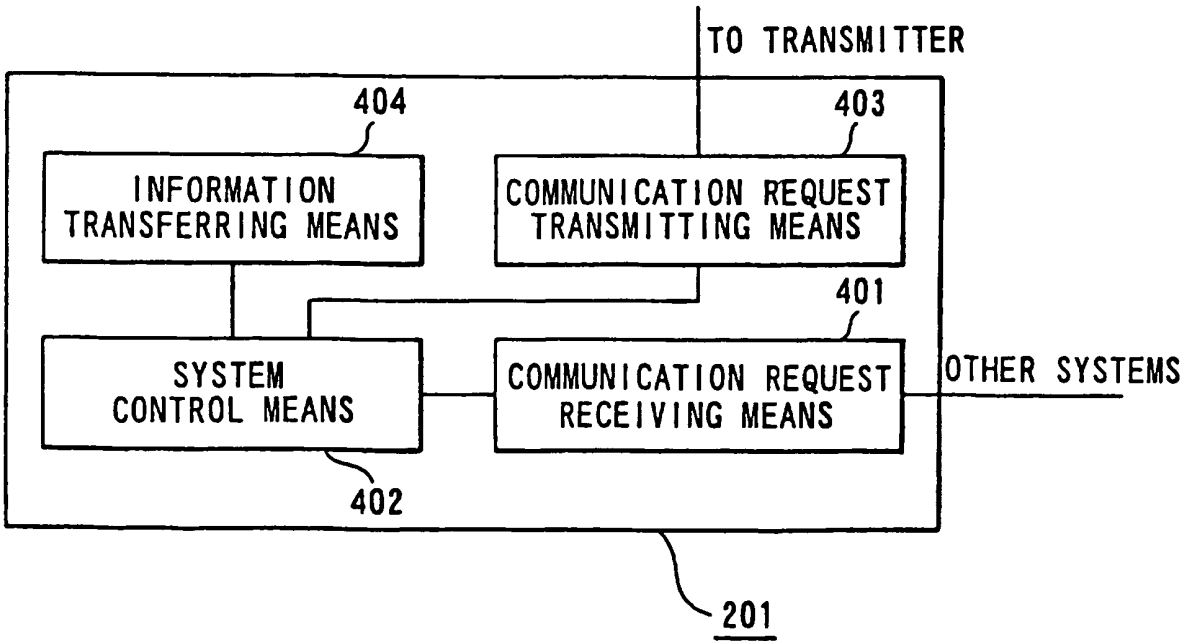 TO TRANSMITTER
404
403
INFORMATION
TRANSFERRING MEANS
COMMUNICATION REQUEST
TRANSMITTING MEANS
401
SYSTEM
CONTROL MEANS
COMMUNICATION REQUEST
RECEIVING MEANS
OTHER SYSTEMS
402
201